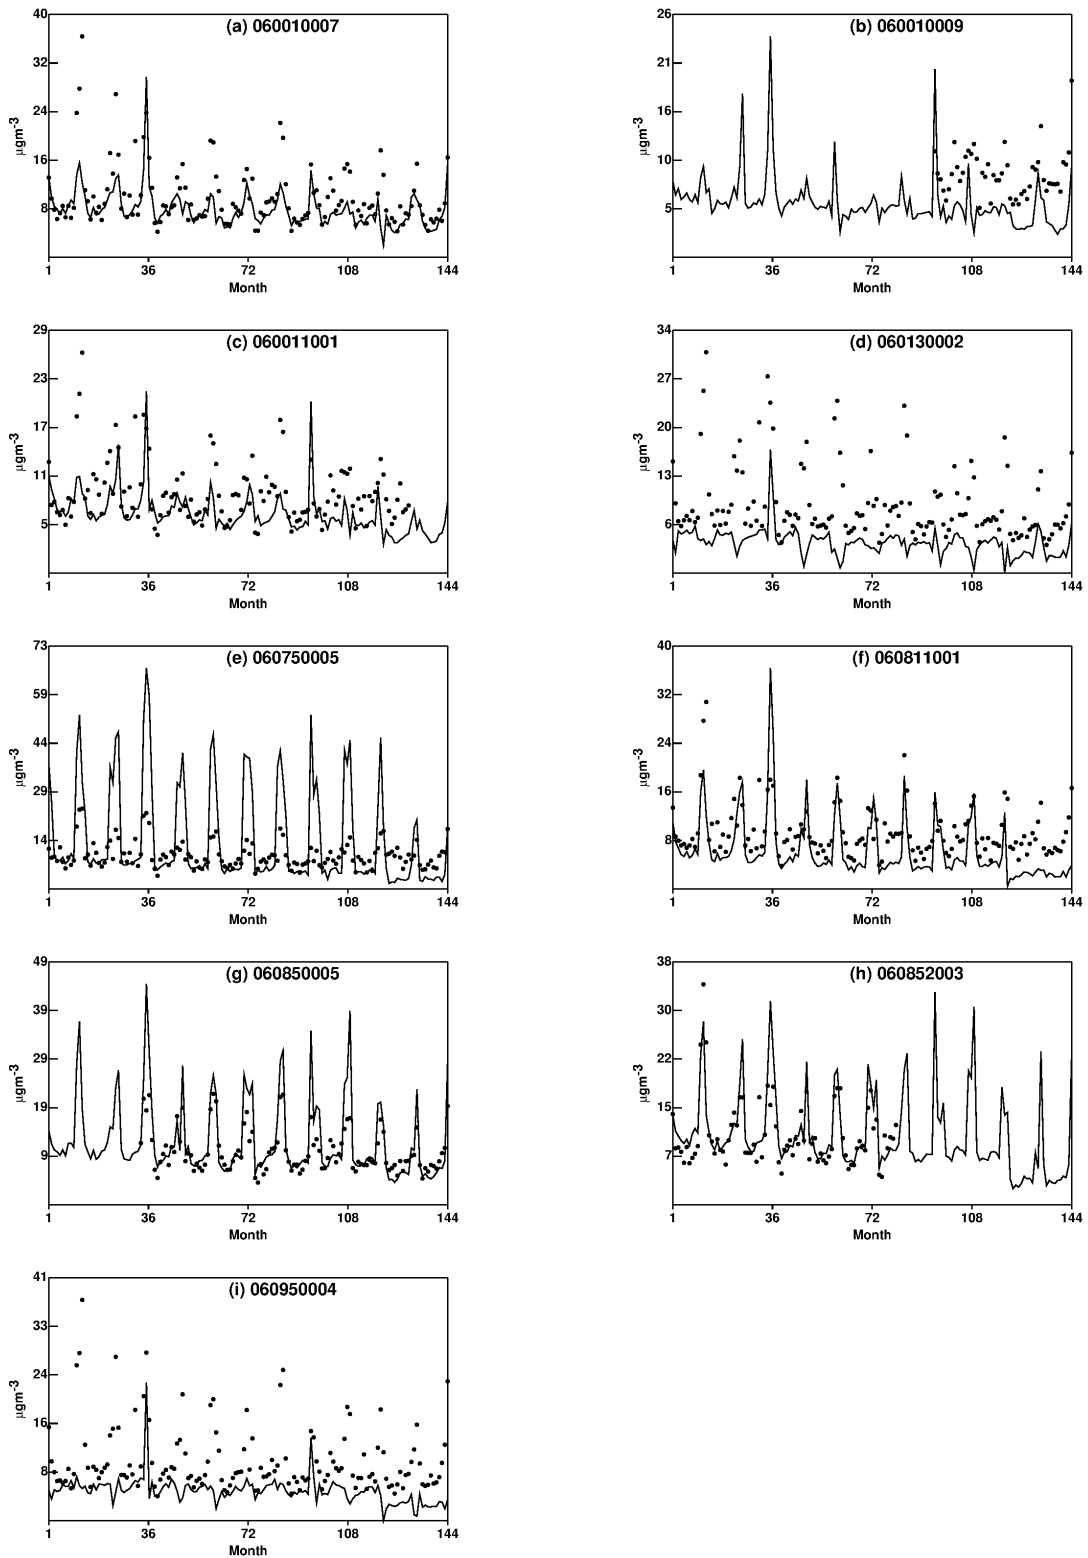 (a) 060010007
40
32
24
16
8
µgm-3
1 36 72 108 144
Month
(b) 060010009
26
21
16
10
5
µgm-3
1 36 72 108 144
Month
(c) 060011001
29
23
17
11
5
µgm-3
1 36 72 108 144
Month
(d) 060130002
34
27
20
13
6
µgm-3
1 36 72 108 144
Month
(e) 060750005
73
59
44
29
14
µgm-3
1 36 72 108 144
Month
(f) 060811001
40
32
24
16
8
µgm-3
1 36 72 108 144
Month
(g) 060850005
49
39
29
19
9
µgm-3
1 36 72 108 144
Month
(h) 060852003
38
30
22
15
7
µgm-3
1 36 72 108 144
Month
(i) 060950004
41
33
24
16
8
µgm-3
1 36 72 108 144
Month